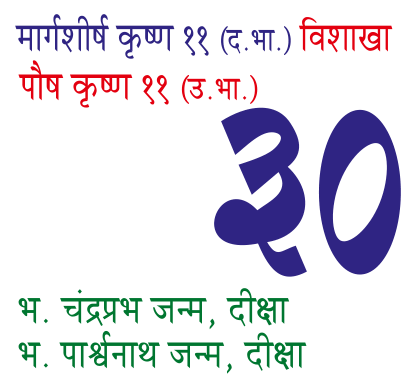 मार्गशीर्ष कृष्ण ११ (द.भा.) विशाखा
पौष कृष्ण ११ (उ.भा.)
३०
भ. चंद्रप्रभ जन्म, दीक्षा
भ. पार्श्वनाथ जन्म, दीक्षा